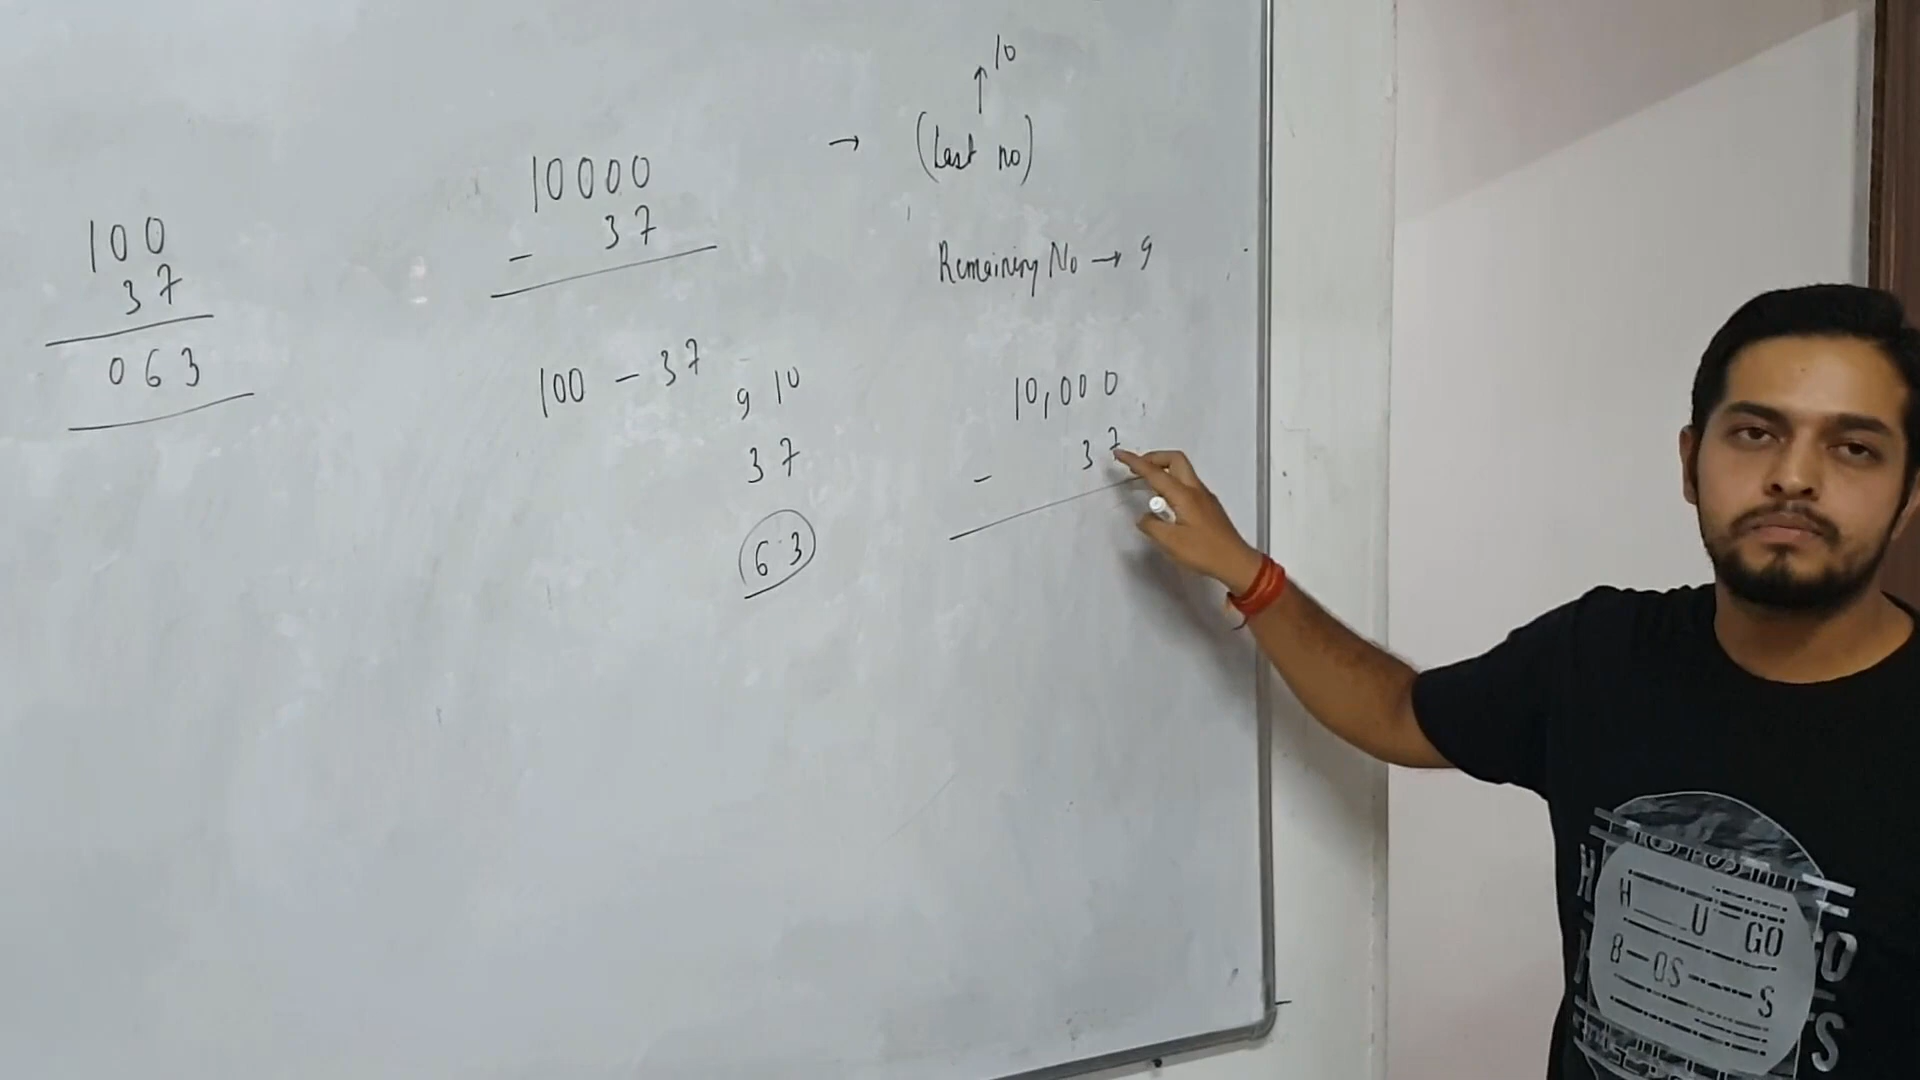 100
37
063
10000
- 37
100 - 37
9 10
37
63
→ (Last no) ↑ 10
Remaining No → 9
10,000
- 37
H U GO
B-OS S